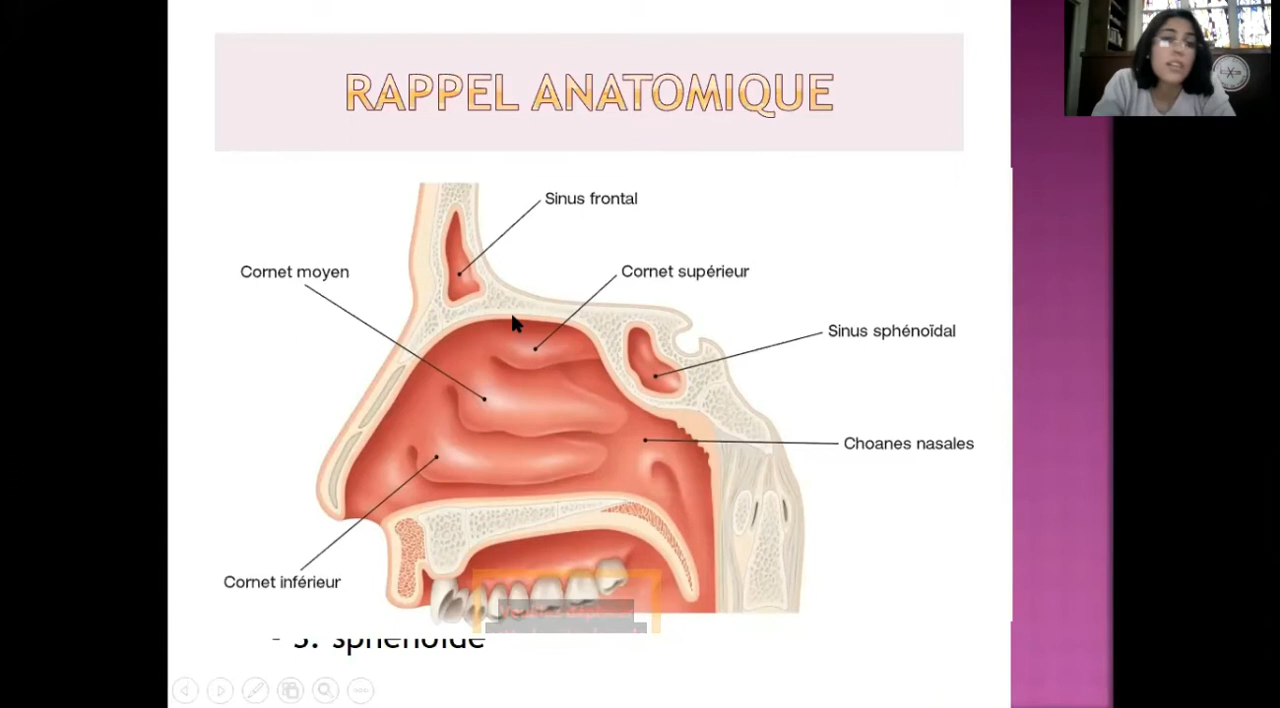 RAPPEL ANATOMIQUE
Sinus frontal
Cornet moyen
Cornet supérieur
Sinus sphénoïdal
Choanes nasales
Cornet inférieur